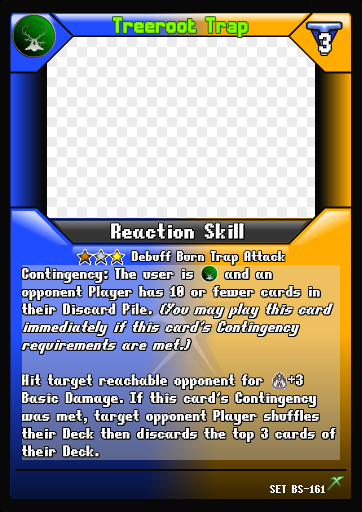 Treeroot Trap
3
Reaction Skill
Debuff Burn Trap Attack
Contingency: The user is and an
opponent Player has 10 or fewer cards in
their Discard Pile. (You may play this card
immediately if this card's Contingency
requirements are met.)
Hit target reachable opponent for +3
Basic Damage. If this card's Contingency
was met, target opponent Player shuffles
their Deck then discards the top 3 cards of
their Deck.
SET BS-161